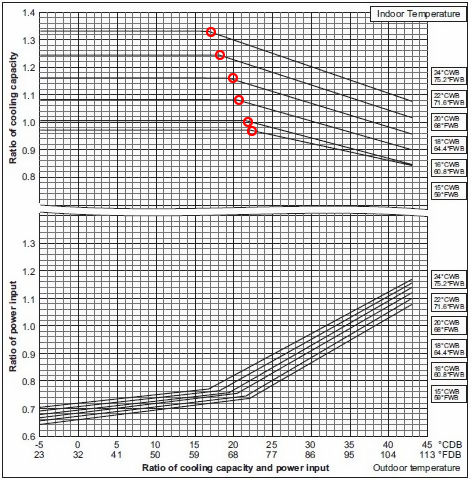 Indoor Temperature
1.4
1.3
1.2
1.1
1.0
0.9
0.8
Ratio of cooling capacity
24°CWB
75.2°FWB
22°CWB
71.6°FWB
20°CWB
68°FWB
18°CWB
64.4°FWB
16°CWB
60.8°FWB
15°CWB
59°FWB
1.3
1.2
1.1
1.0
0.9
0.8
0.7
0.6
Ratio of power input
24°CWB
75.2°FWB
22°CWB
71.6°FWB
20°CWB
68°FWB
18°CWB
64.4°FWB
16°CWB
60.8°FWB
15°CWB
59°FWB
-5 0 5 10 15 20 25 30 35 40 45 °CDB
23 32 41 50 59 68 77 86 95 104 113 °FDB
Ratio of cooling capacity and power input
Outdoor temperature